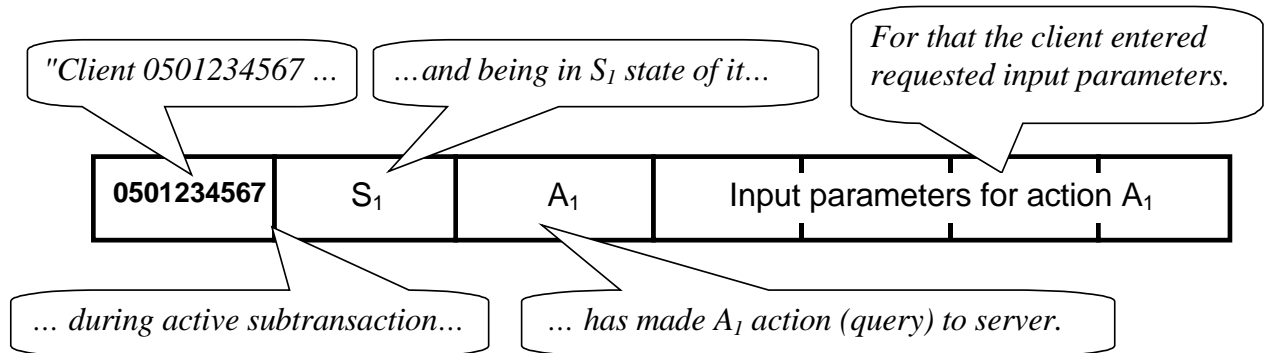 "Client 0501234567 …
…and being in S₁ state of it…
For that the client entered
requested input parameters.
0501234567
S₁
A₁
Input parameters for action A₁
… during active subtransaction…
… has made A₁ action (query) to server.